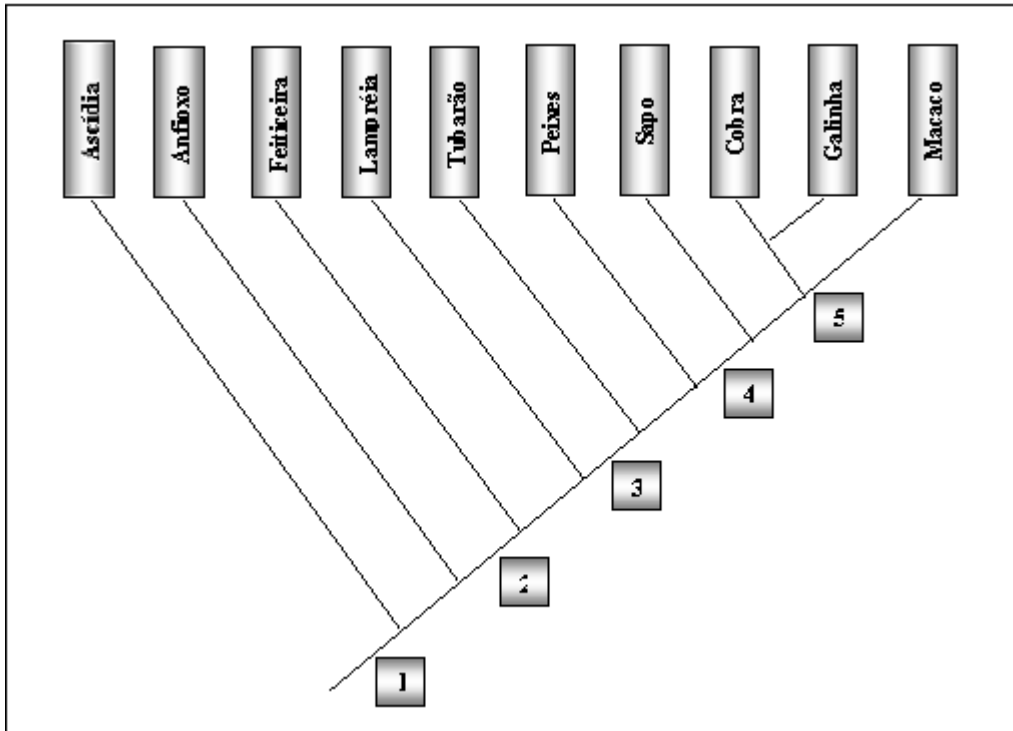 Ascídia
Anfioxo
Feiticeira
Lampréia
Tubarão
Peixes
Sapo
Cobra
Galinha
Macaco
5
4
3
2
1